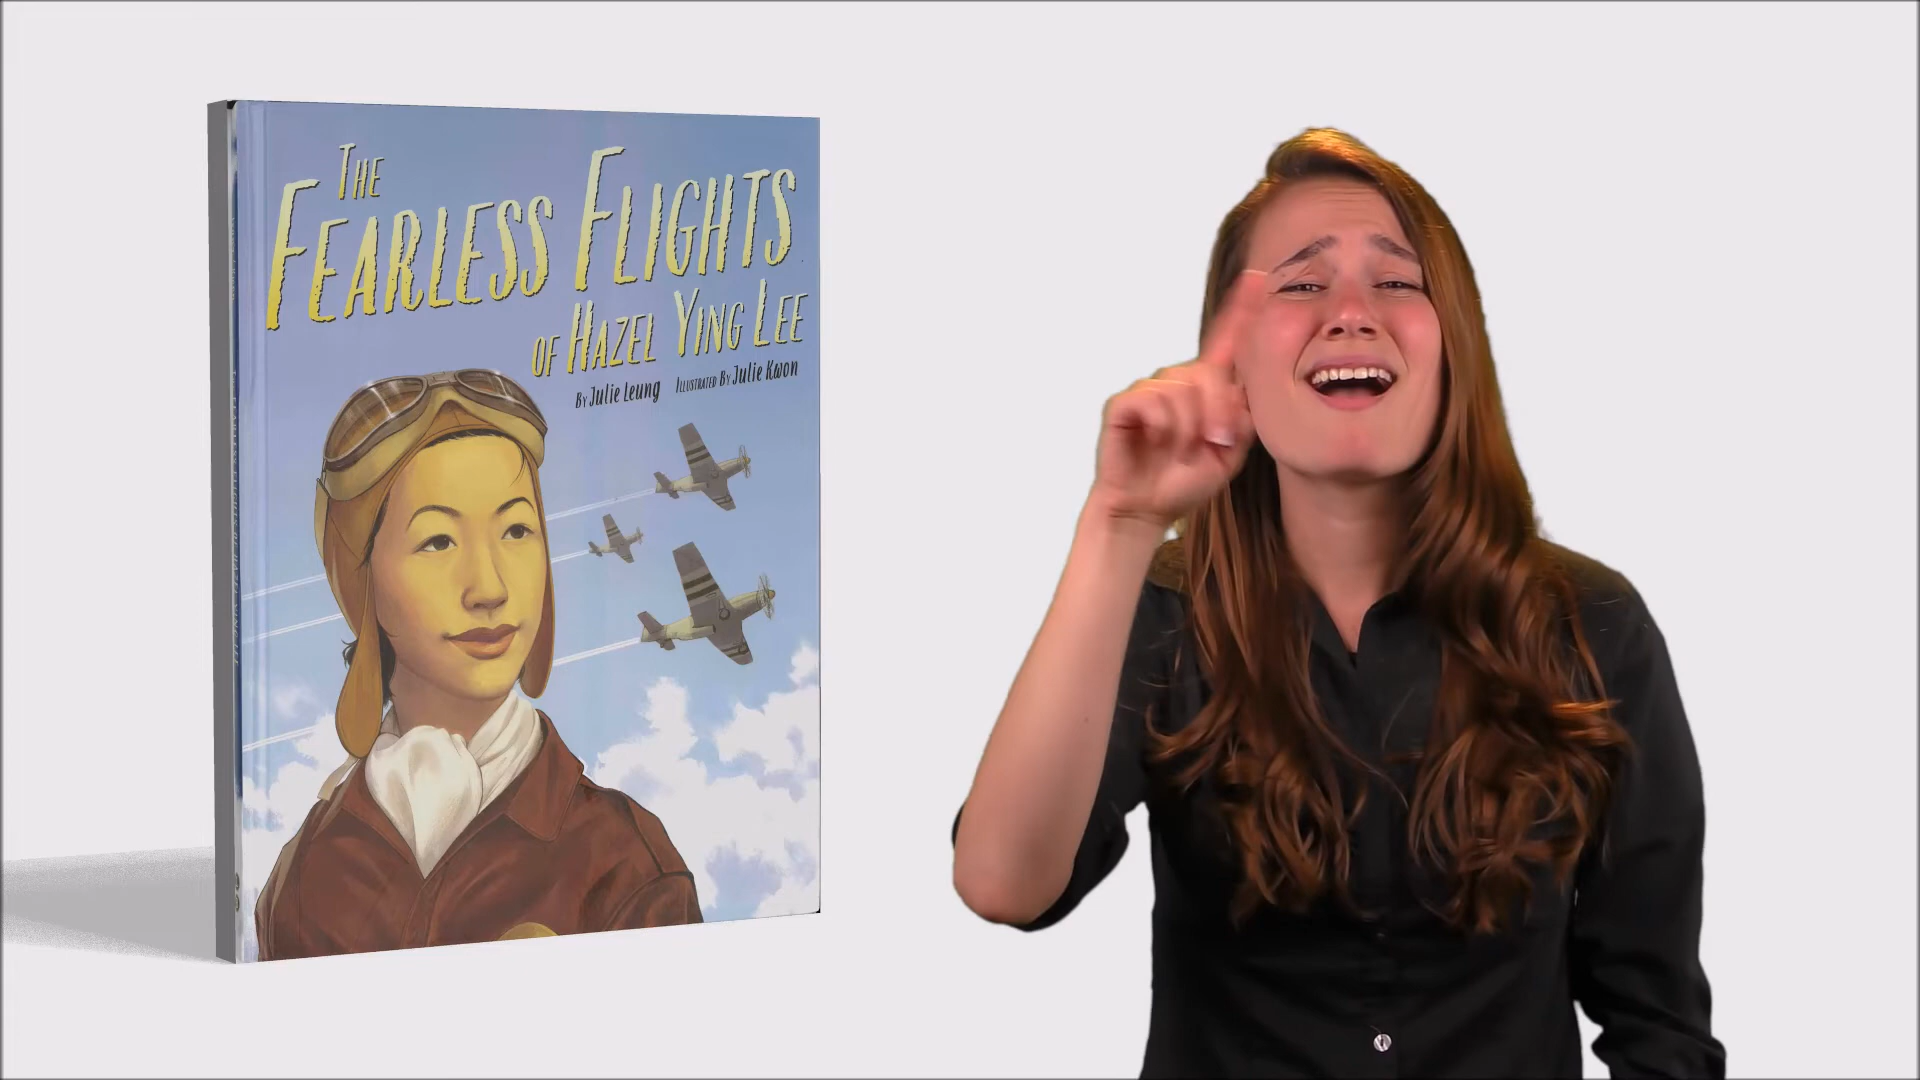 THE
FEARLESS FLIGHTS
OF HAZEL YING LEE
BY Julie Leung ILLUSTRATED BY Julie Kwon